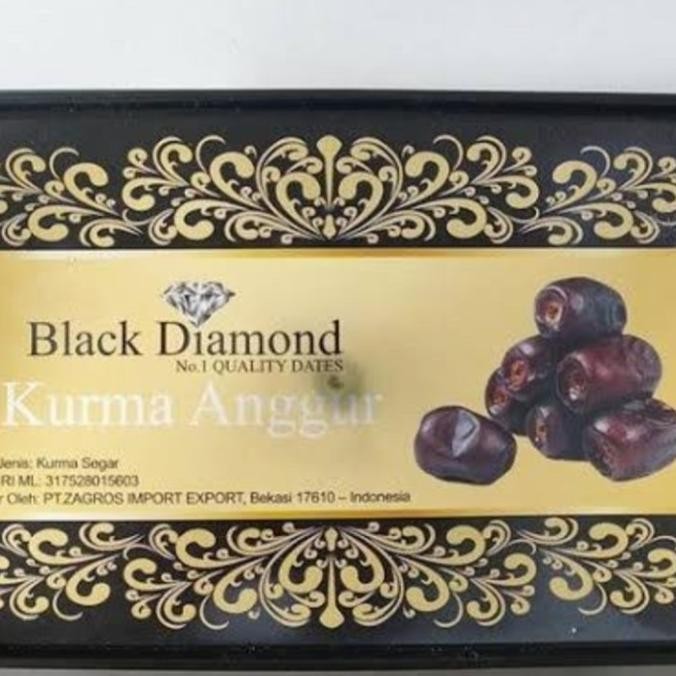 Black Diamond
No.1 QUALITY DATES
Kurma Anggur
Jenis: Kurma Segar
RI ML: 317528015603
Oleh: PT.ZAGROS IMPORT EXPORT, Bekasi 17610 – Indonesia